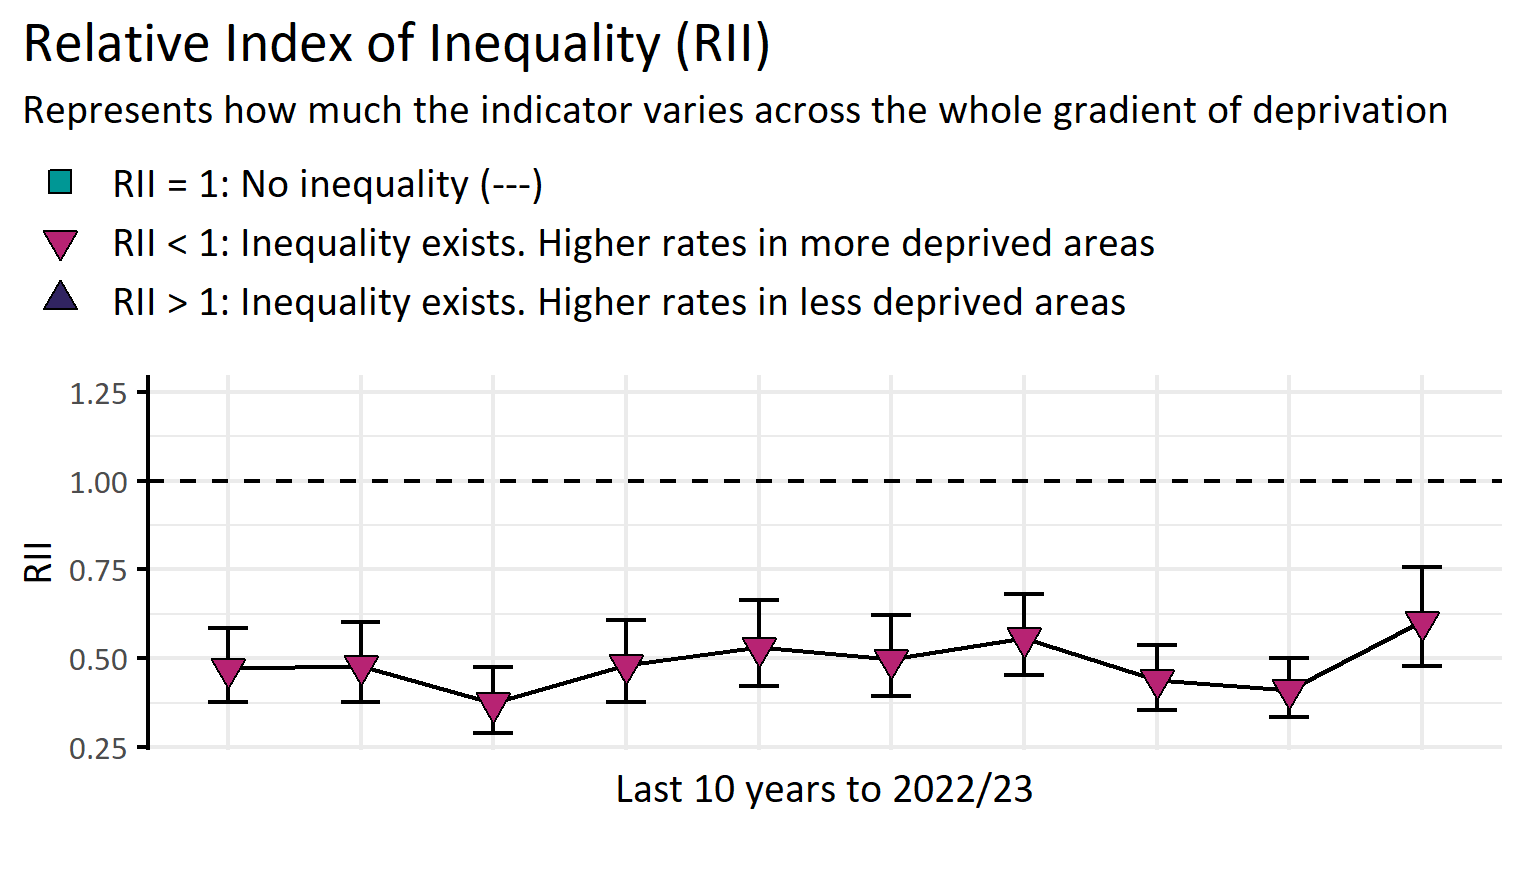 Relative Index of Inequality (RII)
Represents how much the indicator varies across the whole gradient of deprivation
RII = 1: No inequality (---)
RII < 1: Inequality exists. Higher rates in more deprived areas
RII > 1: Inequality exists. Higher rates in less deprived areas
1.25
1.00
0.75
0.50
0.25
RII
Last 10 years to 2022/23